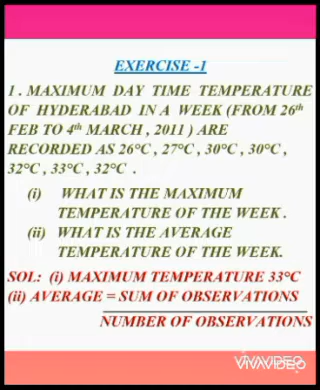 EXERCISE -1
1 . MAXIMUM DAY TIME TEMPERATURE
OF HYDERABAD IN A WEEK (FROM 26th
FEB TO 4th MARCH , 2011 ) ARE
RECORDED AS 26°C , 27°C , 30°C , 30°C ,
32°C , 33°C , 32°C .
(i) WHAT IS THE MAXIMUM
TEMPERATURE OF THE WEEK .
(ii) WHAT IS THE AVERAGE
TEMPERATURE OF THE WEEK.
SOL: (i) MAXIMUM TEMPERATURE 33°C
(ii) AVERAGE = SUM OF OBSERVATIONS
NUMBER OF OBSERVATIONS
VIVAVIDEO
VIVAVIDEO